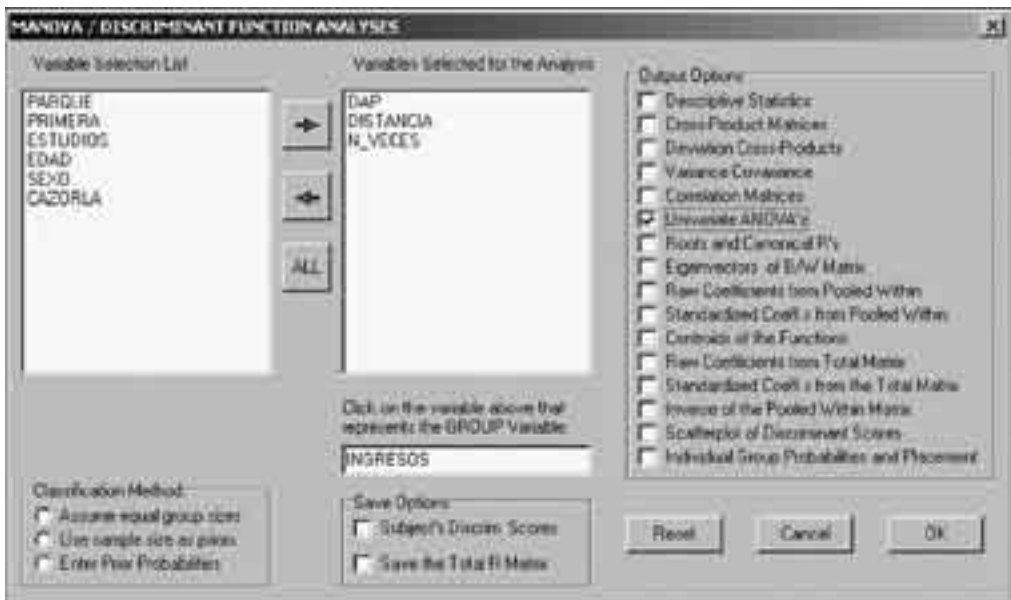 MANOVA / DISCRIMINANT FUNCTION ANALYSES
Variable Selection List
PARQUE
PRIMERA
ESTUDIOS
EDAD
SEXO
CAZORLA
ALL
Variables Selected for the Analysis
DAP
DISTANCIA
N_VECES
Click on the variable above that
represents the GROUP Variable:
INGRESOS
Output Options
Descriptive Statistics
Cross-Product Matrices
Deviation Cross-Products
Variance Covariance
Correlation Matrices
Univariate ANOVA's
Roots and Canonical R's
Eigenvectors of B/W Matrix
Raw Coefficients from Pooled Within
Standardized Coeff.s from Pooled Within
Centroids of the Functions
Raw Coefficients from Total Matrix
Standardized Coeff.s from the Total Matrix
Inverse of the Pooled Within Matrix
Scatterplot of Discriminant Scores
Individual Group Probabilities and Placement
Classification Method:
Assume equal group sizes
Use sample size as priors
Enter Prior Probabilities
Save Options:
Subject's Discrim. Scores
Save the Total R Matrix
Reset
Cancel
OK